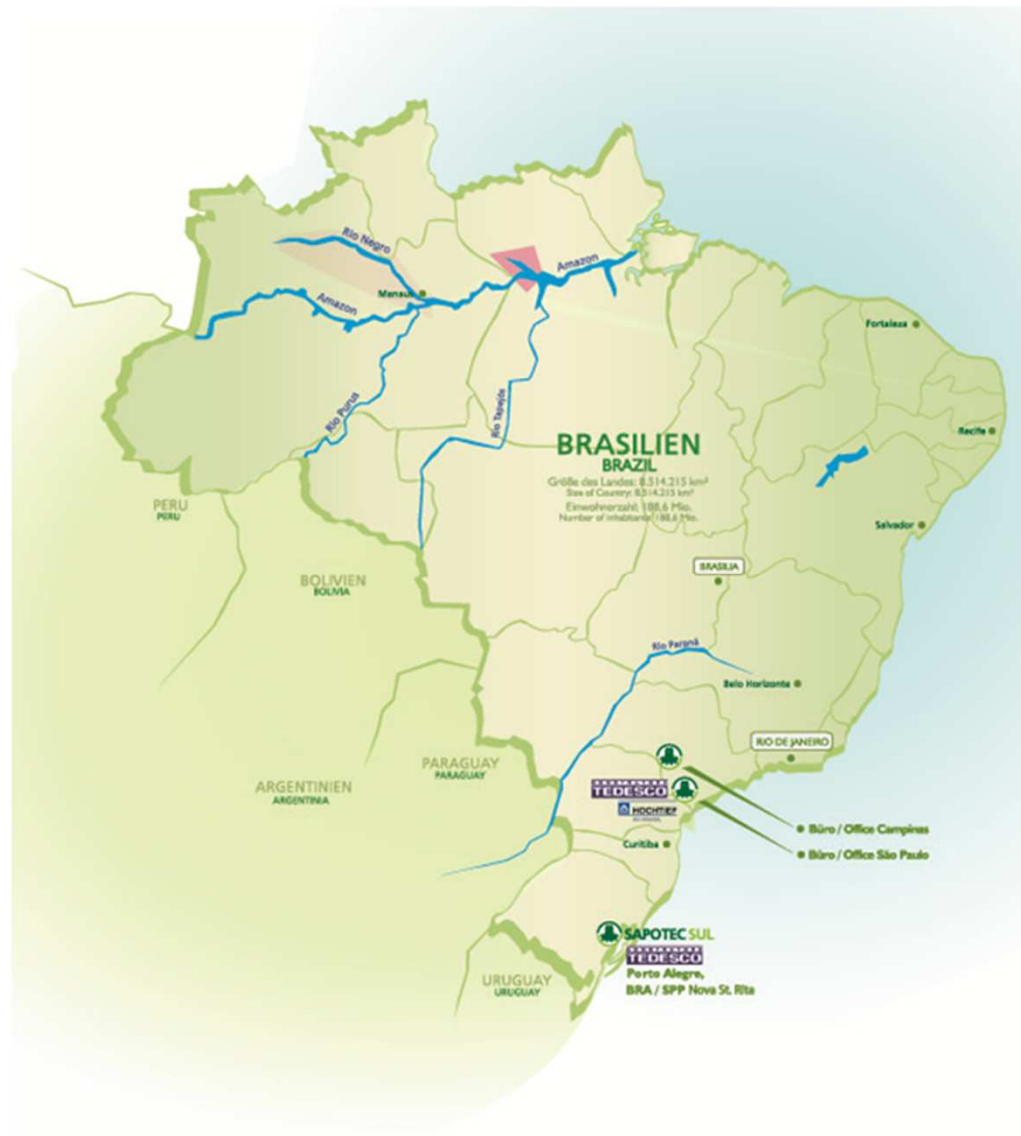 Rio Negro
Amazon
Manaus
Amazon
Fortaleza
Rio Purus
Rio Tapajós
Recife
BRASILIEN
BRAZIL
Größe des Landes: 8.514.215 km²
Size of Country: 8.514.215 km²
Einwohnerzahl: 188,6 Mio.
Number of inhabitants: 188,6 Mio.
PERU
PERU
Salvador
BOLIVIEN
BOLIVIA
BRASILIA
Rio Paraná
Belo Horizonte
RIO DE JANEIRO
PARAGUAY
PARAGUAY
ARGENTINIEN
ARGENTINIA
TEDESCO
HOCHTIEF
DO BRASIL
Büro / Office Campinas
Curitiba
Büro / Office São Paulo
SAPOTEC SUL
TEDESCO
Porto Alegre,
BRA / SPP Nova St. Rita
URUGUAY
URUGUAY